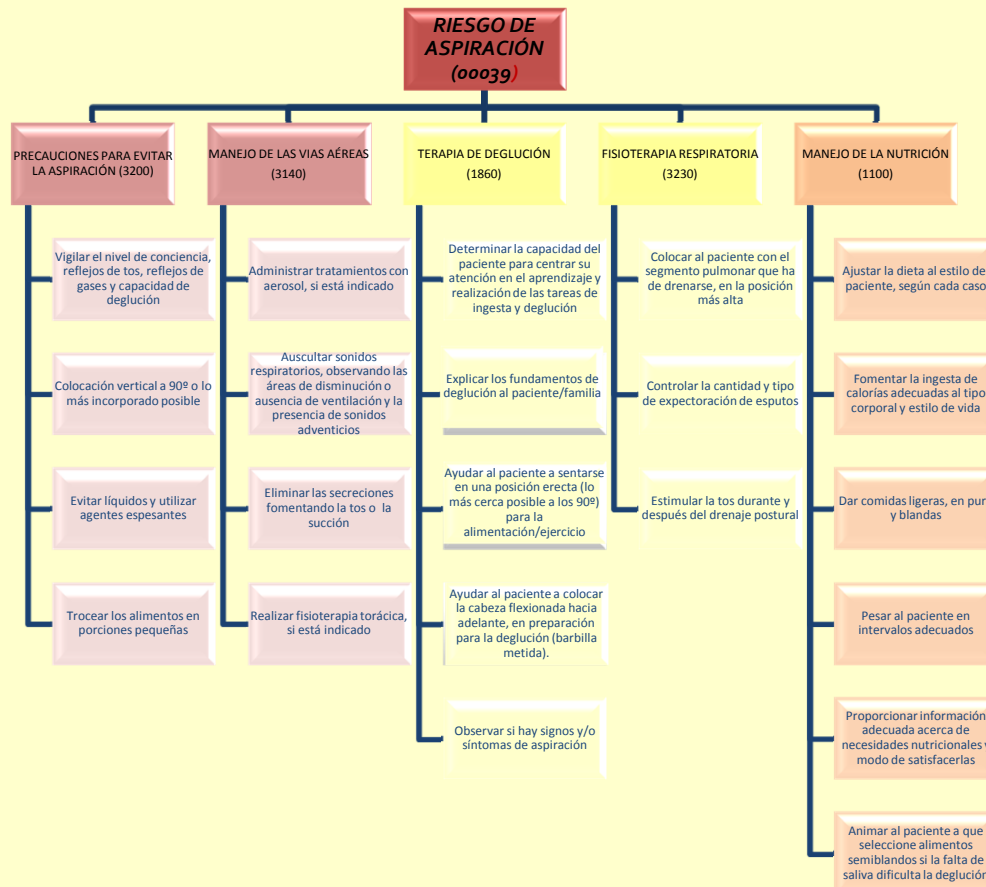 RIESGO DE
ASPIRACIÓN
(00039)
PRECAUCIONES PARA EVITAR
LA ASPIRACIÓN (3200)
Vigilar el nivel de conciencia,
reflejos de tos, reflejos de
gases y capacidad de
deglución
Colocación vertical a 90º o lo
más incorporado posible
Evitar líquidos y utilizar
agentes espesantes
Trocear los alimentos en
porciones pequeñas
MANEJO DE LAS VIAS AÉREAS
(3140)
Administrar tratamientos con
aerosol, si está indicado
Auscultar sonidos
respiratorios, observando las
áreas de disminución o
ausencia de ventilación y la
presencia de sonidos
adventicios
Eliminar las secreciones
fomentando la tos o la
succión
Realizar fisioterapia torácica,
si está indicado
TERAPIA DE DEGLUCIÓN
(1860)
Determinar la capacidad del
paciente para centrar su
atención en el aprendizaje y
realización de las tareas de
ingesta y deglución
Explicar los fundamentos de
deglución al paciente/familia
Ayudar al paciente a sentarse
en una posición erecta (lo
más cerca posible a los 90º)
para la
alimentación/ejercicio
Ayudar al paciente a colocar
la cabeza flexionada hacia
adelante, en preparación
para la deglución (barbilla
metida).
Observar si hay signos y/o
síntomas de aspiración
FISIOTERAPIA RESPIRATORIA
(3230)
Colocar al paciente con el
segmento pulmonar que ha
de drenarse, en la posición
más alta
Controlar la cantidad y tipo
de expectoración de esputos
Estimular la tos durante y
después del drenaje postural
MANEJO DE LA NUTRICIÓN
(1100)
Ajustar la dieta al estilo de
paciente, según cada caso
Fomentar la ingesta de
calorías adecuadas al tipo
corporal y estilo de vida
Dar comidas ligeras, en pur
y blandas
Pesar al paciente en
intervalos adecuados
Proporcionar información
adecuada acerca de
necesidades nutricionales
modo de satisfacerlas
Animar al paciente a que
seleccione alimentos
semiblandos si la falta de
saliva dificulta la deglución